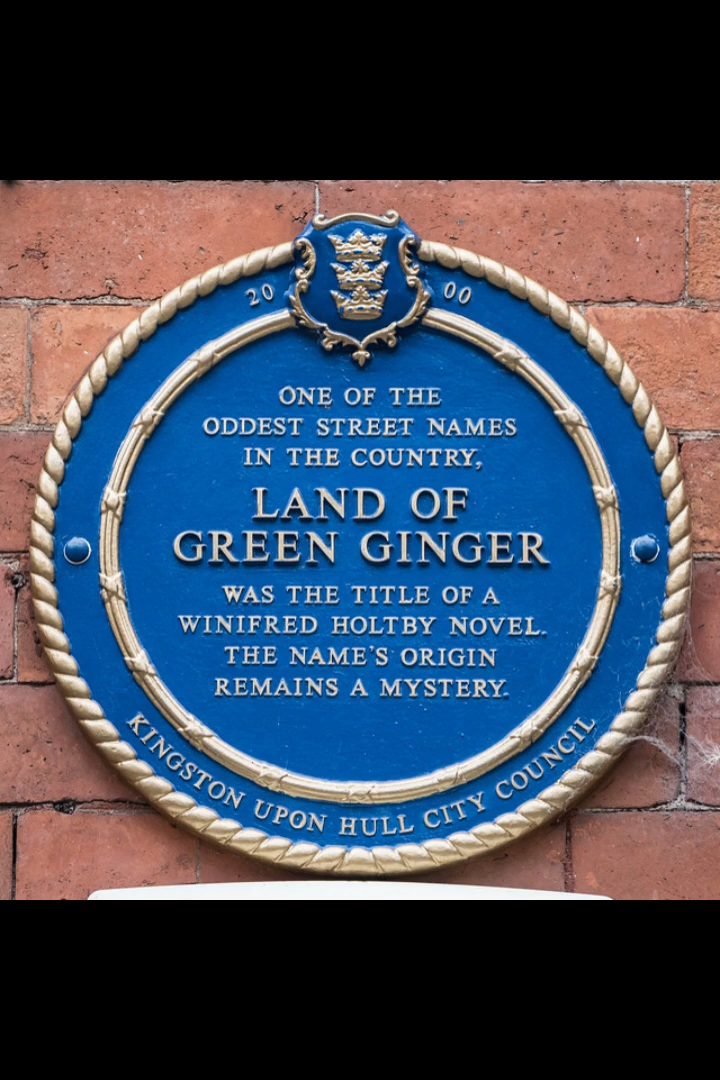 20 00
ONE OF THE
ODDEST STREET NAMES
IN THE COUNTRY,
LAND OF
GREEN GINGER
WAS THE TITLE OF A
WINIFRED HOLTBY NOVEL.
THE NAME'S ORIGIN
REMAINS A MYSTERY.
KINGSTON UPON HULL CITY COUNCIL